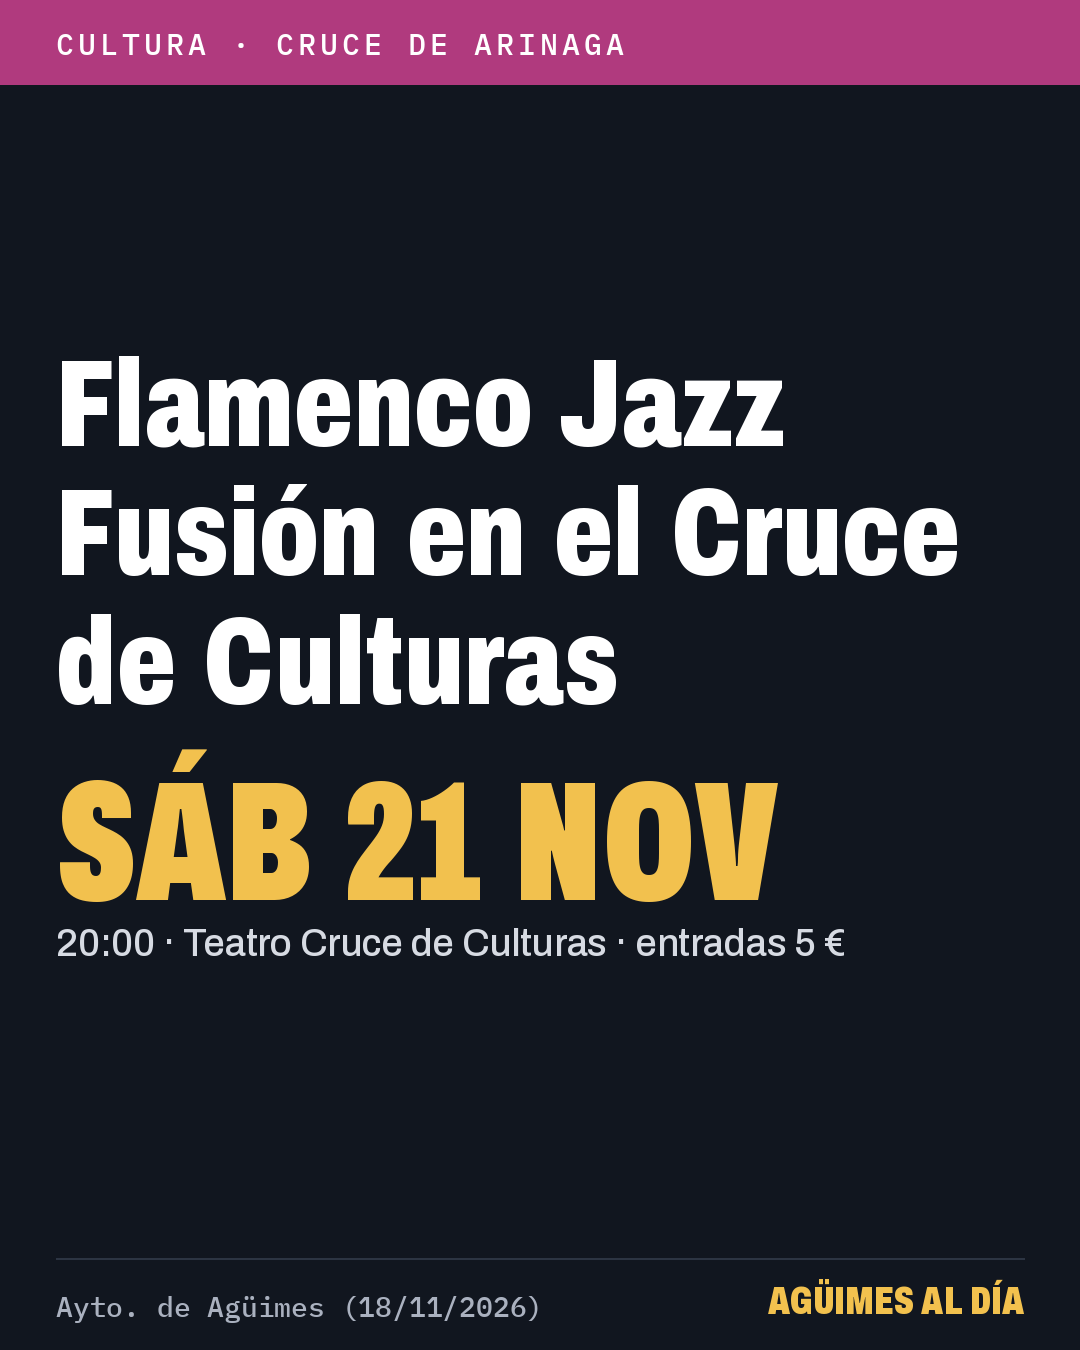 CULTURA · CRUCE DE ARINAGA
Flamenco Jazz
Fusión en el Cruce
de Culturas
SÁB 21 NOV
20:00 · Teatro Cruce de Culturas · entradas 5 €
Ayto. de Agüimes (18/11/2026)
AGÜIMES AL DÍA